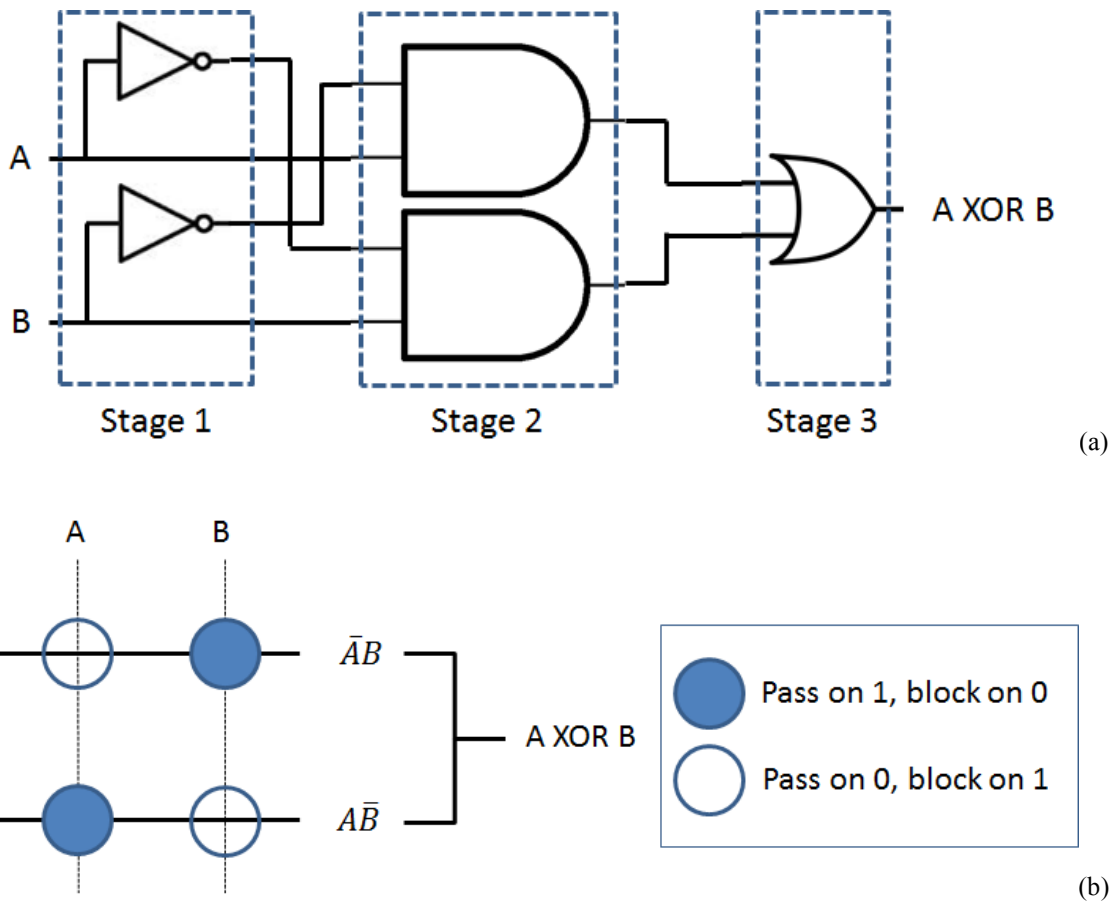 A
B
A XOR B
Stage 1
Stage 2
Stage 3
(a)
A
B
A̅B
A XOR B
AB̅
Pass on 1, block on 0
Pass on 0, block on 1
(b)